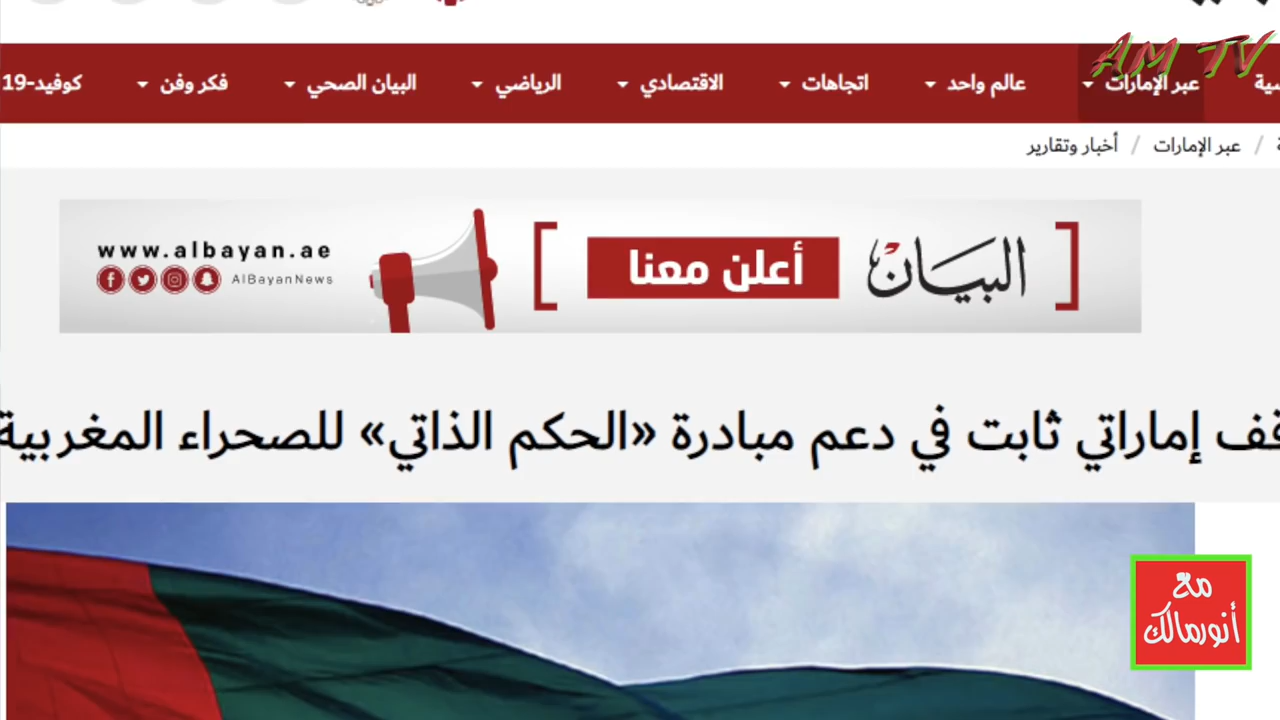 AM TV
عبر الإمارات عالم واحد اتجاهات الاقتصادي الرياضي البيان الصحي فكر وفن كوفيد-19
عبر الإمارات / أخبار وتقارير
البيان
أعلن معنا
www.albayan.ae
AlBayanNews
إماراتي ثابت في دعم مبادرة «الحكم الذاتي» للصحراء المغربية
مع
أنورمالك